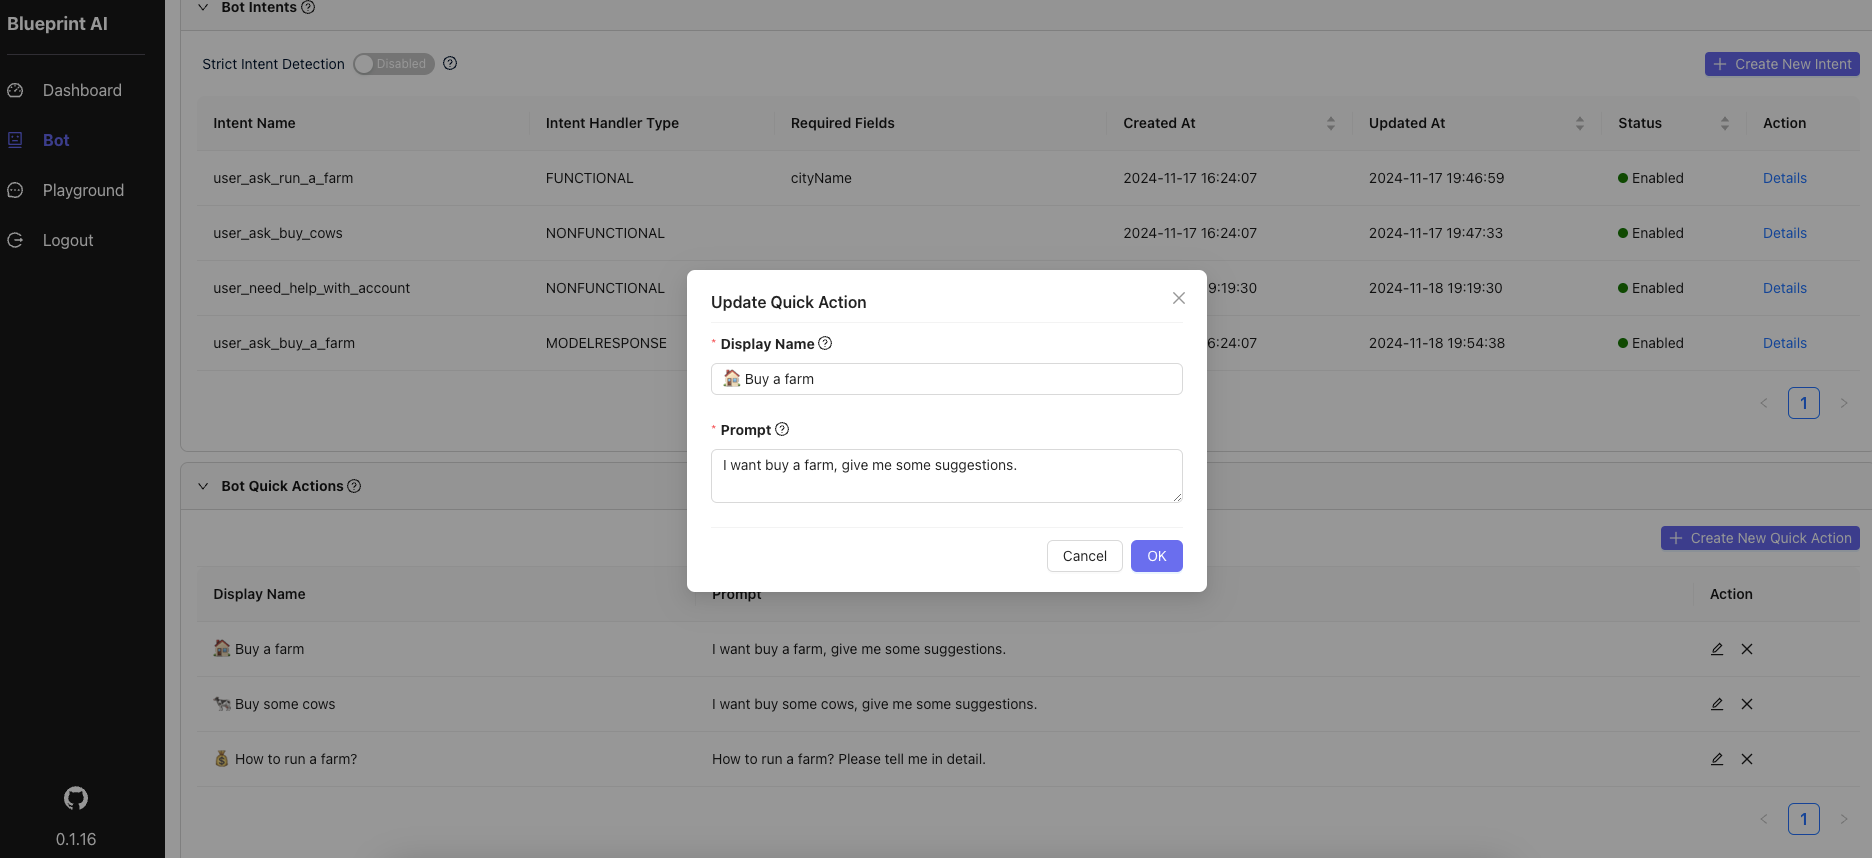 Blueprint AI
Dashboard
Bot
Playground
Logout
0.1.16
Bot Intents
Strict Intent Detection Disabled
Create New Intent
Intent Name Intent Handler Type Required Fields Created At Updated At Status Action
user_ask_run_a_farm FUNCTIONAL cityName 2024-11-17 16:24:07 2024-11-17 19:46:59 Enabled Details
user_ask_buy_cows NONFUNCTIONAL 2024-11-17 16:24:07 2024-11-17 19:47:33 Enabled Details
user_need_help_with_account NONFUNCTIONAL 9:19:30 2024-11-18 19:19:30 Enabled Details
user_ask_buy_a_farm MODELRESPONSE 6:24:07 2024-11-18 19:54:38 Enabled Details
1
Update Quick Action
* Display Name
🏠 Buy a farm
* Prompt
I want buy a farm, give me some suggestions.
Cancel OK
Bot Quick Actions
Create New Quick Action
Display Name Prompt Action
🏠 Buy a farm I want buy a farm, give me some suggestions.
🐄 Buy some cows I want buy some cows, give me some suggestions.
💰 How to run a farm? How to run a farm? Please tell me in detail.
1